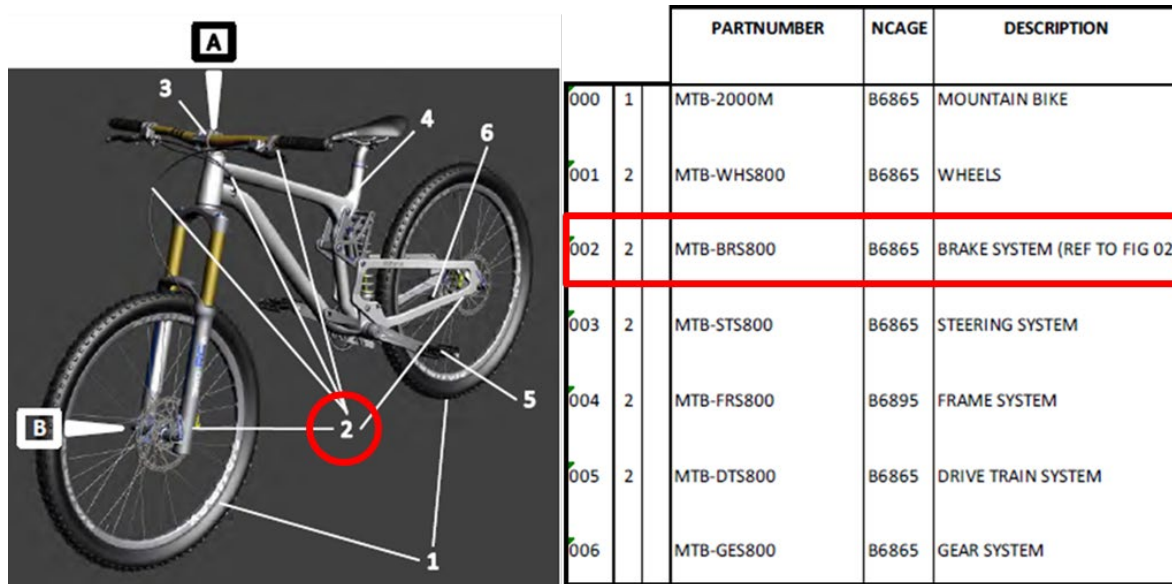 A
3
4
6
5
B
2
1
PARTNUMBER NCAGE DESCRIPTION
000 1 MTB-2000M B6865 MOUNTAIN BIKE
001 2 MTB-WHS800 B6865 WHEELS
002 2 MTB-BRS800 B6865 BRAKE SYSTEM (REF TO FIG 02
003 2 MTB-STS800 B6865 STEERING SYSTEM
004 2 MTB-FRS800 B6895 FRAME SYSTEM
005 2 MTB-DTS800 B6865 DRIVE TRAIN SYSTEM
006 MTB-GES800 B6865 GEAR SYSTEM